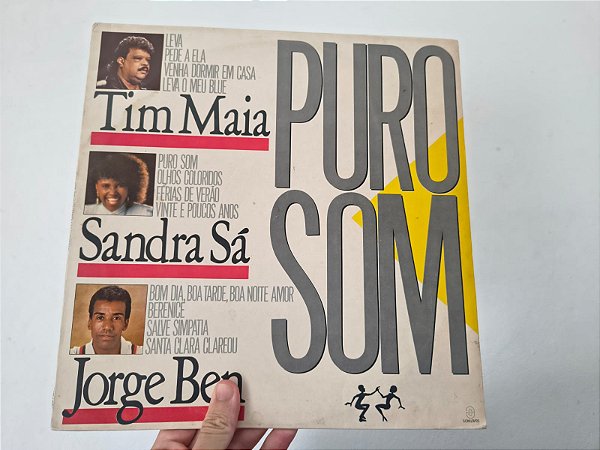 LEVA
PEDE A ELA
VENHA DORMIR EM CASA
LEVA O MEU BLUE
Tim Maia
PURO SOM
OLHOS COLORIDOS
FÉRIAS DE VERÃO
VINTE E POUCOS ANOS
Sandra Sá
BOM DIA, BOA TARDE, BOA NOITE AMOR
BERENICE
SALVE SIMPATIA
SANTA CLARA CLAREOU
Jorge Ben
PURO
SOM